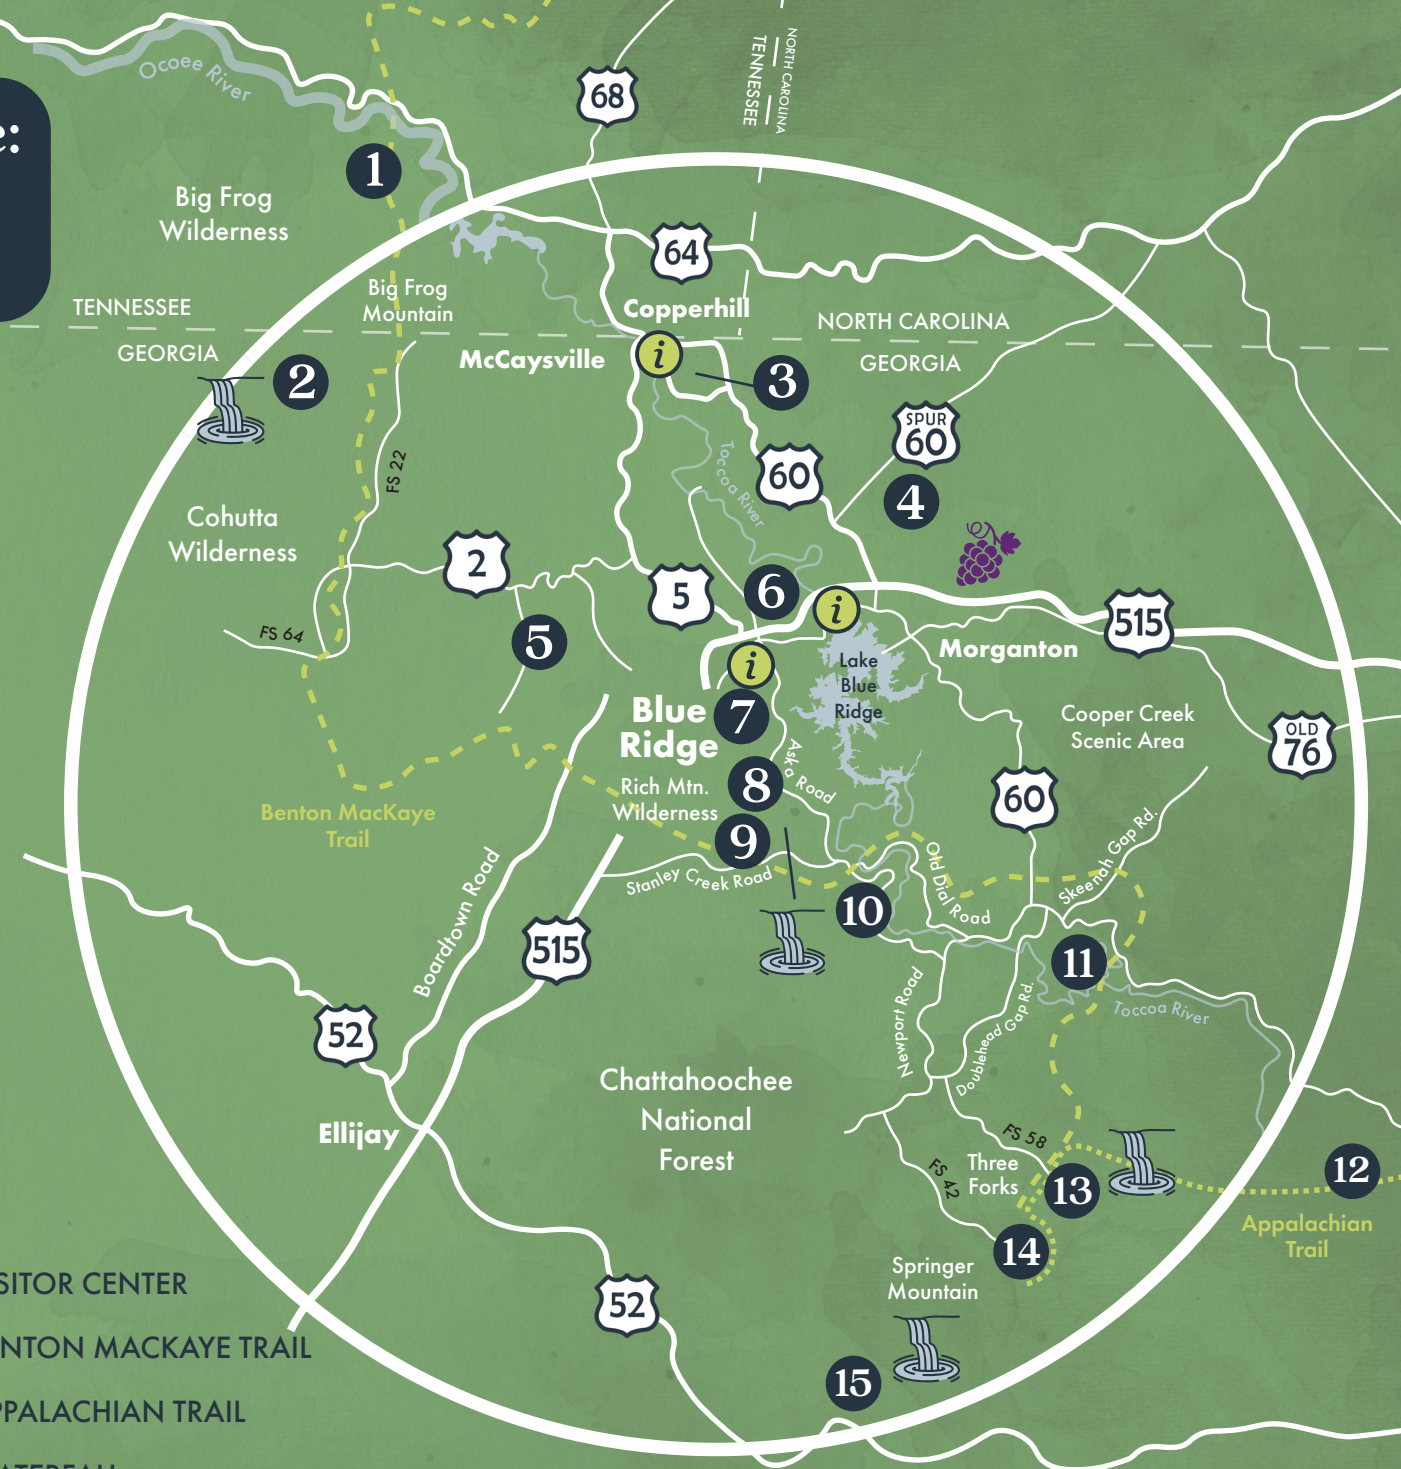 Ocoee River
68
NORTH CAROLINA
TENNESSEE
e:
1
Big Frog
Wilderness
64
Big Frog
Mountain
TENNESSEE
Copperhill
NORTH CAROLINA
GEORGIA
McCaysville
i
GEORGIA
2
3
SPUR
60
FS 22
Toccoa River
60
4
Cohutta
Wilderness
2
5
6
i
515
FS 64
5
Morganton
i
Lake
Blue
Ridge
Blue
Ridge
7
Cooper Creek
Scenic Area
OLD
76
Aska Road
Rich Mtn.
Wilderness
8
60
Benton MacKaye
Trail
9
Skeenah Gap Rd.
Stanley Creek Road
Old Dial Road
Boardtown Road
10
515
11
Newport Road
Doublehead Gap Rd.
Toccoa River
52
Chattahoochee
National
Forest
Ellijay
FS 58
FS 42
Three
Forks
13
12
Appalachian
Trail
14
Springer
Mountain
SITOR CENTER
52
NTON MACKAYE TRAIL
15
PPALACHIAN TRAIL